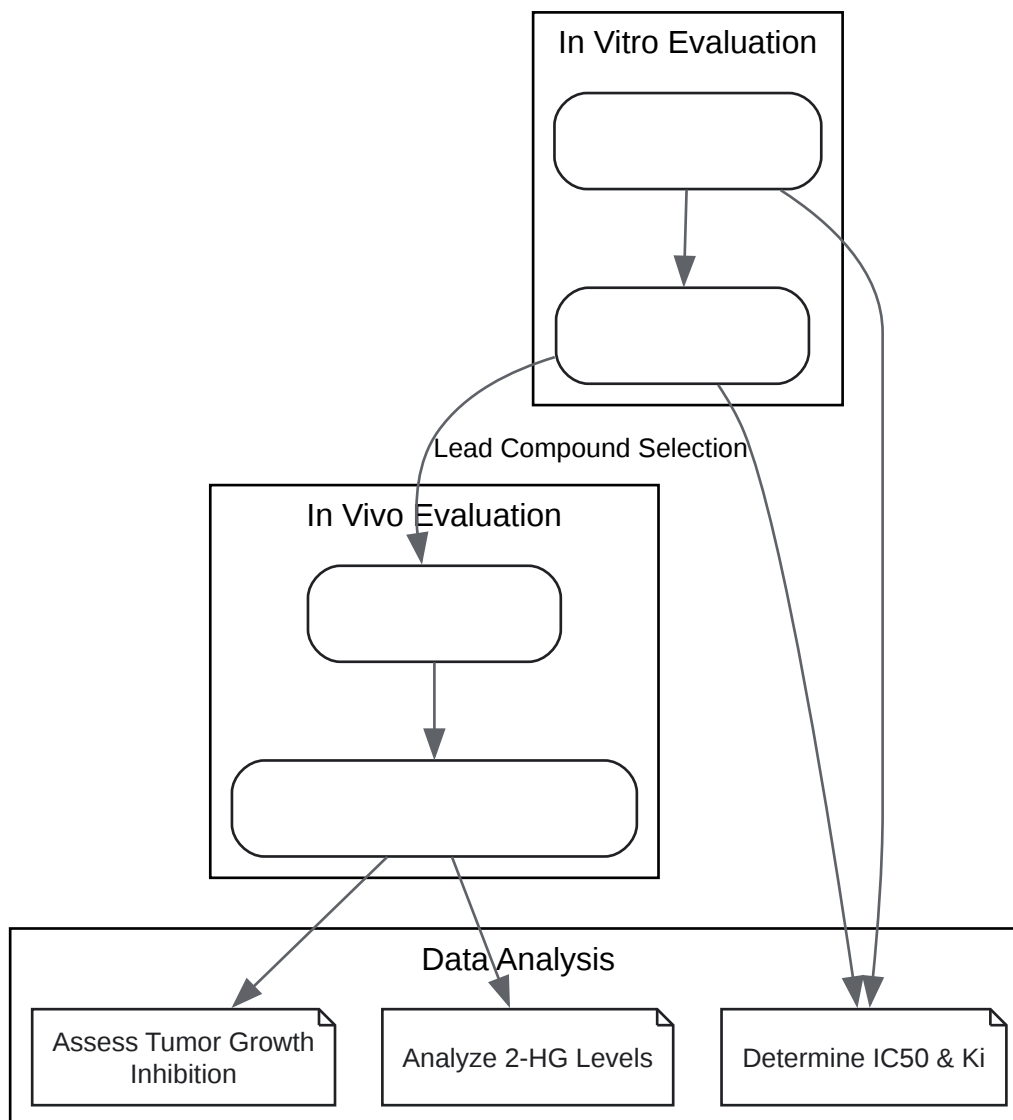 In Vitro Evaluation
Lead Compound Selection
In Vivo Evaluation
Data Analysis
Assess Tumor Growth
Inhibition
Analyze 2-HG Levels
Determine IC50 & Ki